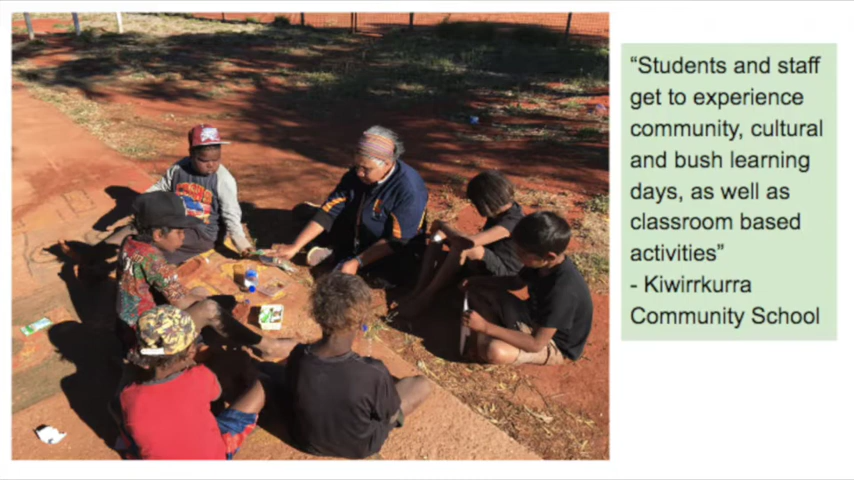 “Students and staff
get to experience
community, cultural
and bush learning
days, as well as
classroom based
activities”
- Kiwirrkurra
Community School